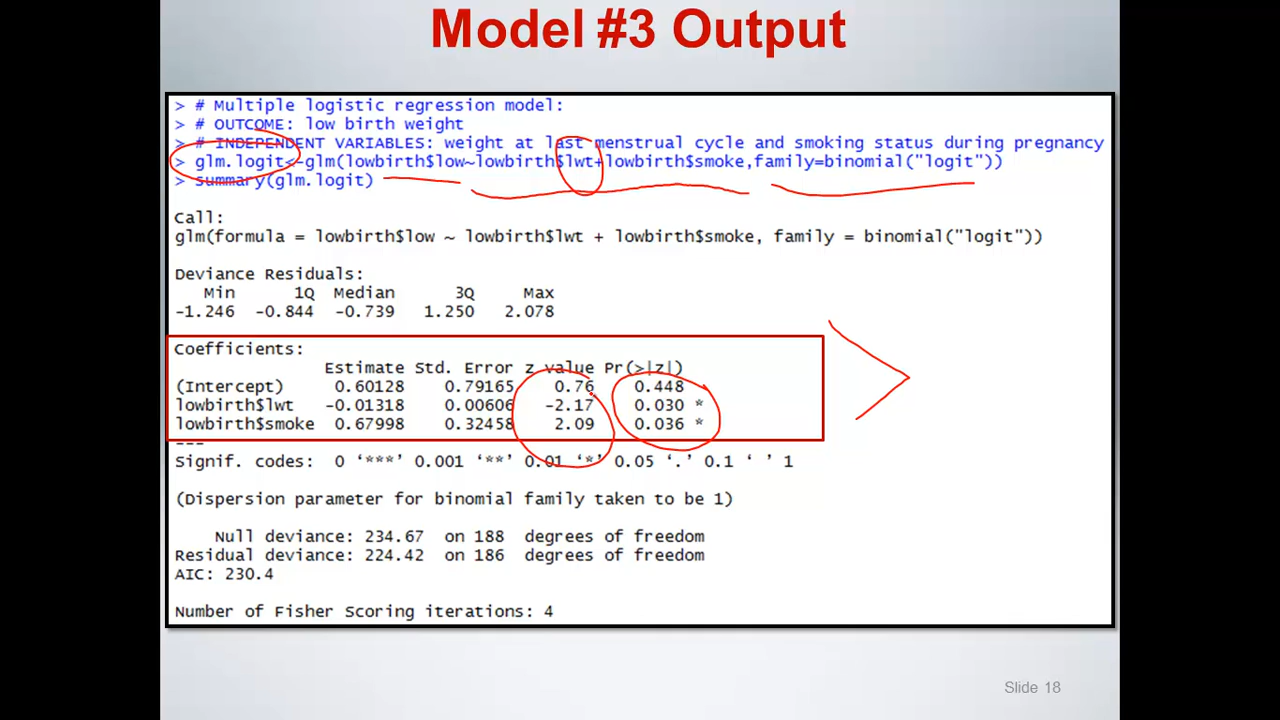 Model #3 Output
> # Multiple logistic regression model:
> # OUTCOME: low birth weight
> # INDEPENDENT VARIABLES: weight at last menstrual cycle and smoking status during pregnancy
> glm.logit<-glm(lowbirth$low~lowbirth$lwt+lowbirth$smoke,family=binomial("logit"))
> summary(glm.logit)
Call:
glm(formula = lowbirth$low ~ lowbirth$lwt + lowbirth$smoke, family = binomial("logit"))
Deviance Residuals:
Min 1Q Median 3Q Max
-1.246 -0.844 -0.739 1.250 2.078
Coefficients:
Estimate Std. Error z value Pr(>|z|)
(Intercept) 0.60128 0.79165 0.76 0.448
lowbirth$lwt -0.01318 0.00606 -2.17 0.030 *
lowbirth$smoke 0.67998 0.32458 2.09 0.036 *
---
Signif. codes: 0 ‘***’ 0.001 ‘**’ 0.01 ‘*’ 0.05 ‘.’ 0.1 ‘ ’ 1
(Dispersion parameter for binomial family taken to be 1)
Null deviance: 234.67 on 188 degrees of freedom
Residual deviance: 224.42 on 186 degrees of freedom
AIC: 230.4
Number of Fisher Scoring iterations: 4
Slide 18